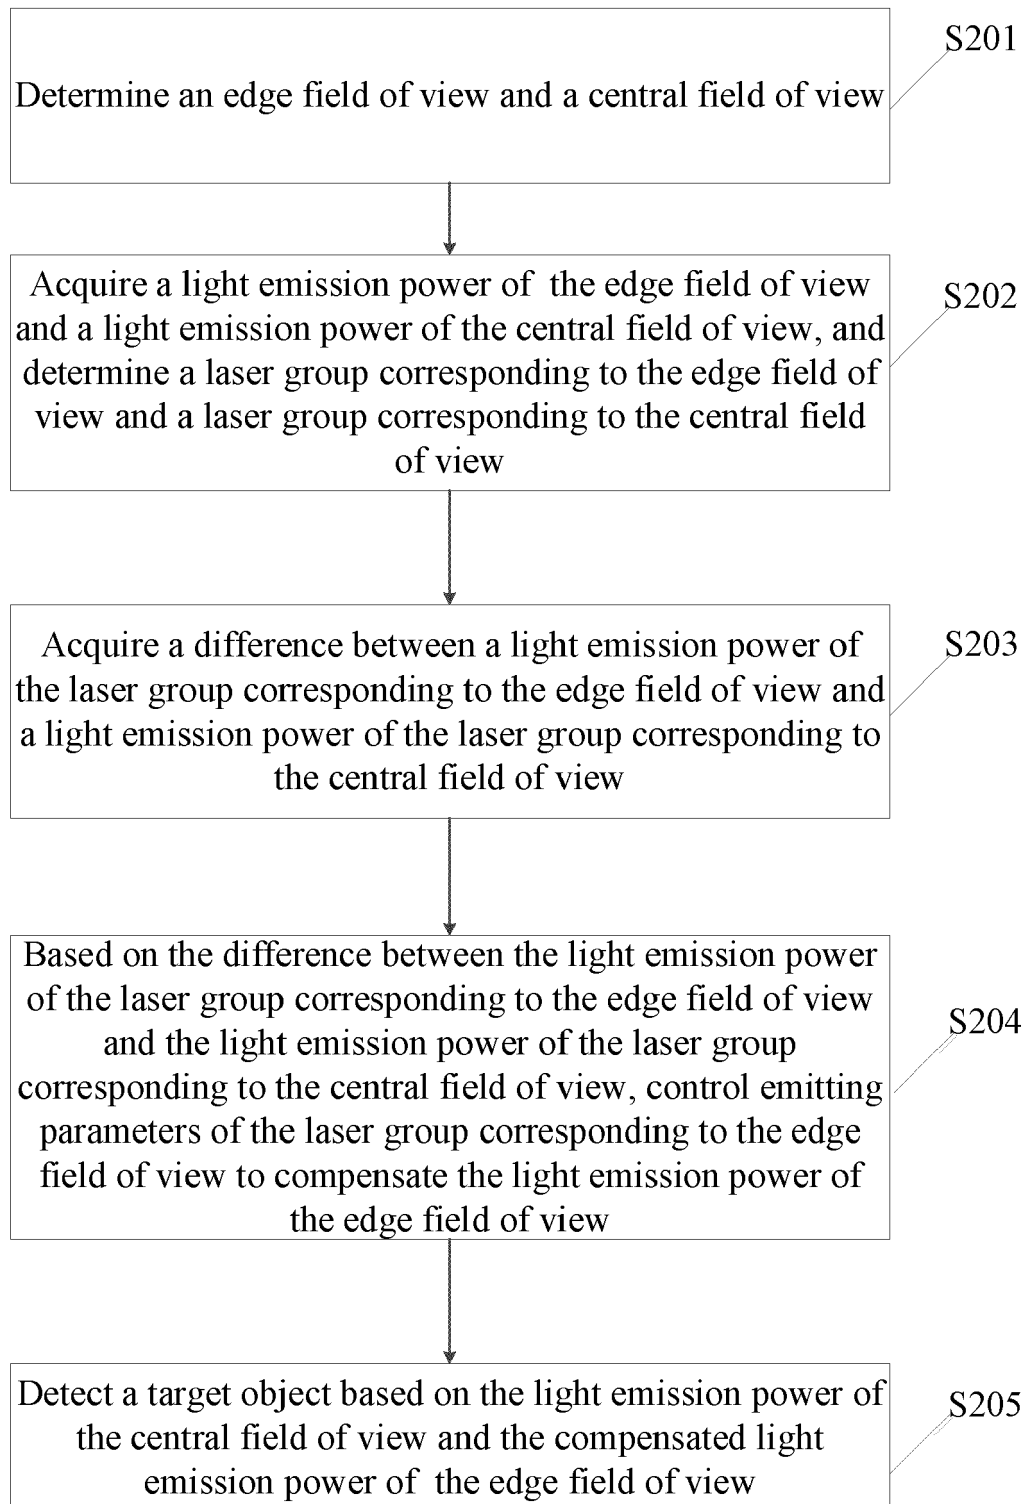 S201
Determine an edge field of view and a central field of view
Acquire a light emission power of the edge field of view
and a light emission power of the central field of view, and
determine a laser group corresponding to the edge field of
view and a laser group corresponding to the central field
of view
S202
Acquire a difference between a light emission power of
the laser group corresponding to the edge field of view and
a light emission power of the laser group corresponding to
the central field of view
S203
Based on the difference between the light emission power
of the laser group corresponding to the edge field of view
and the light emission power of the laser group
corresponding to the central field of view, control emitting
parameters of the laser group corresponding to the edge
field of view to compensate the light emission power of
the edge field of view
S204
Detect a target object based on the light emission power of
the central field of view and the compensated light
emission power of the edge field of view
S205